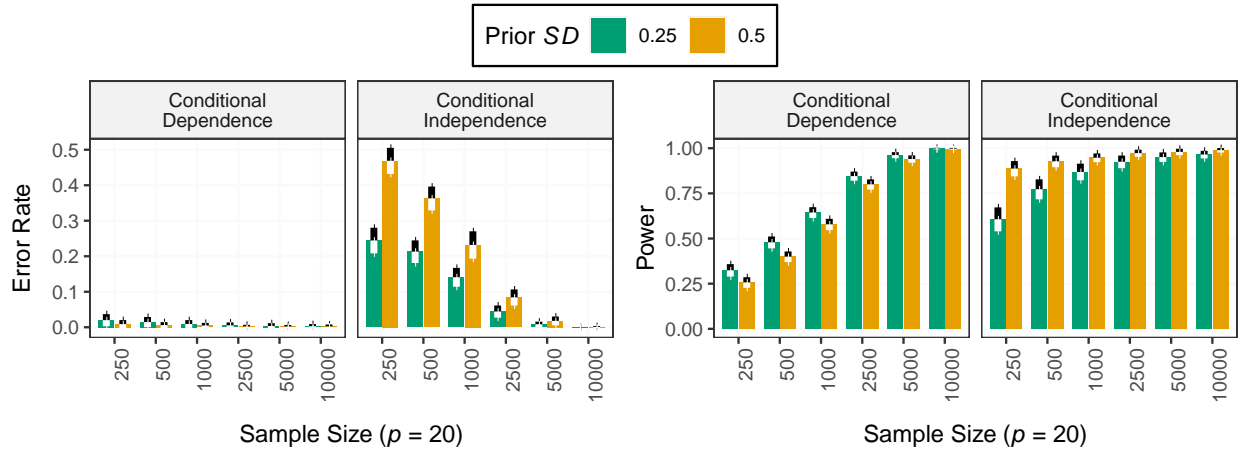 Prior SD 0.25 0.5
Conditional
Dependence
Conditional
Independence
Error Rate
0.5
0.4
0.3
0.2
0.1
0.0
250 500 1000 2500 5000 10000
250 500 1000 2500 5000 10000
Sample Size (p = 20)
Conditional
Dependence
Conditional
Independence
Power
1.00
0.75
0.50
0.25
0.00
250 500 1000 2500 5000 10000
250 500 1000 2500 5000 10000
Sample Size (p = 20)